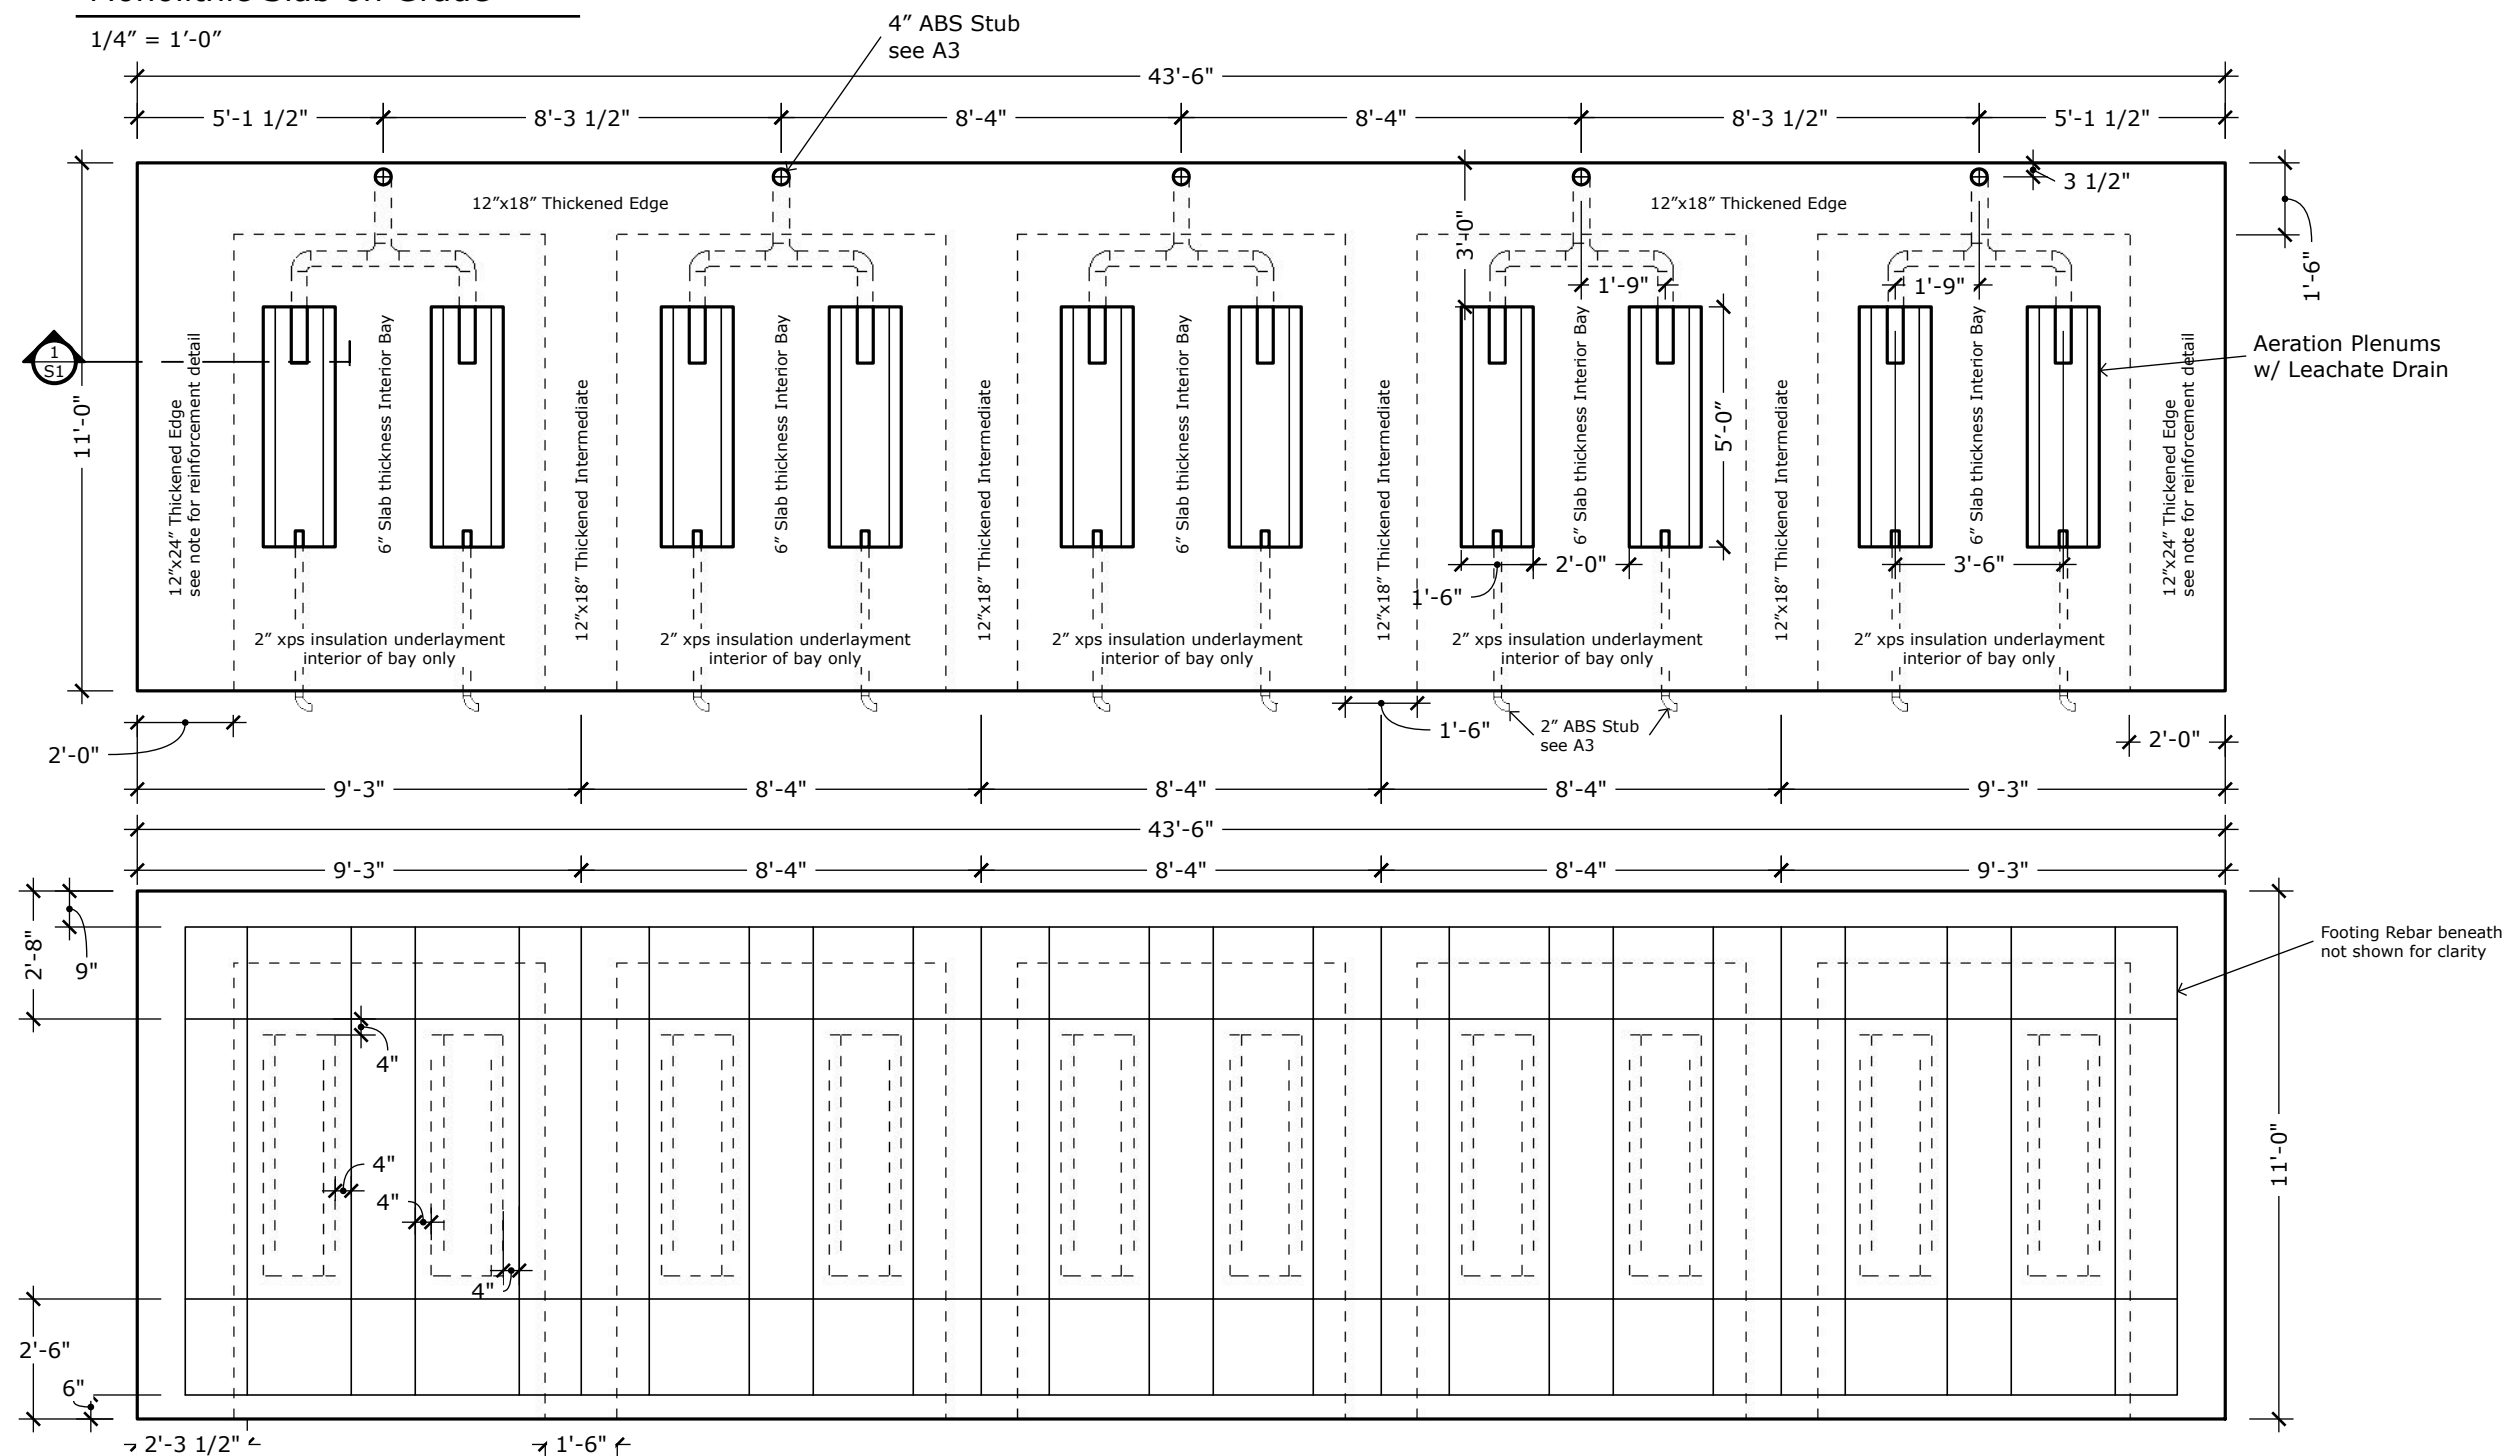 Monolithic Slab-on-Grade
1/4" = 1'-0"
4" ABS Stub
see A3
43'-6"
5'-1 1/2"
8'-3 1/2"
8'-4"
8'-4"
8'-3 1/2"
5'-1 1/2"
12"x18" Thickened Edge
12"x18" Thickened Edge
3 1/2"
3'-0"
1'-6"
1'-9"
1'-9"
1
S1
11'-0"
12"x24" Thickened Edge
see note for reinforcement detail
6" Slab thickness Interior Bay
12"x18" Thickened Intermediate
6" Slab thickness Interior Bay
12"x18" Thickened Intermediate
6" Slab thickness Interior Bay
12"x18" Thickened Intermediate
6" Slab thickness Interior Bay
5'-0"
12"x18" Thickened Intermediate
6" Slab thickness Interior Bay
12"x24" Thickened Edge
see note for reinforcement detail
Aeration Plenums
w/ Leachate Drain
1'-6"
2'-0"
3'-6"
2" xps insulation underlayment
interior of bay only
2" xps insulation underlayment
interior of bay only
2" xps insulation underlayment
interior of bay only
2" xps insulation underlayment
interior of bay only
2" xps insulation underlayment
interior of bay only
2'-0"
1'-6"
2" ABS Stub
see A3
2'-0"
9'-3"
8'-4"
8'-4"
8'-4"
9'-3"
43'-6"
9'-3"
8'-4"
8'-4"
8'-4"
9'-3"
2'-8"
9"
Footing Rebar beneath
not shown for clarity
4"
4"
4"
4"
11'-0"
2'-6"
6"
2'-3 1/2"
1'-6"